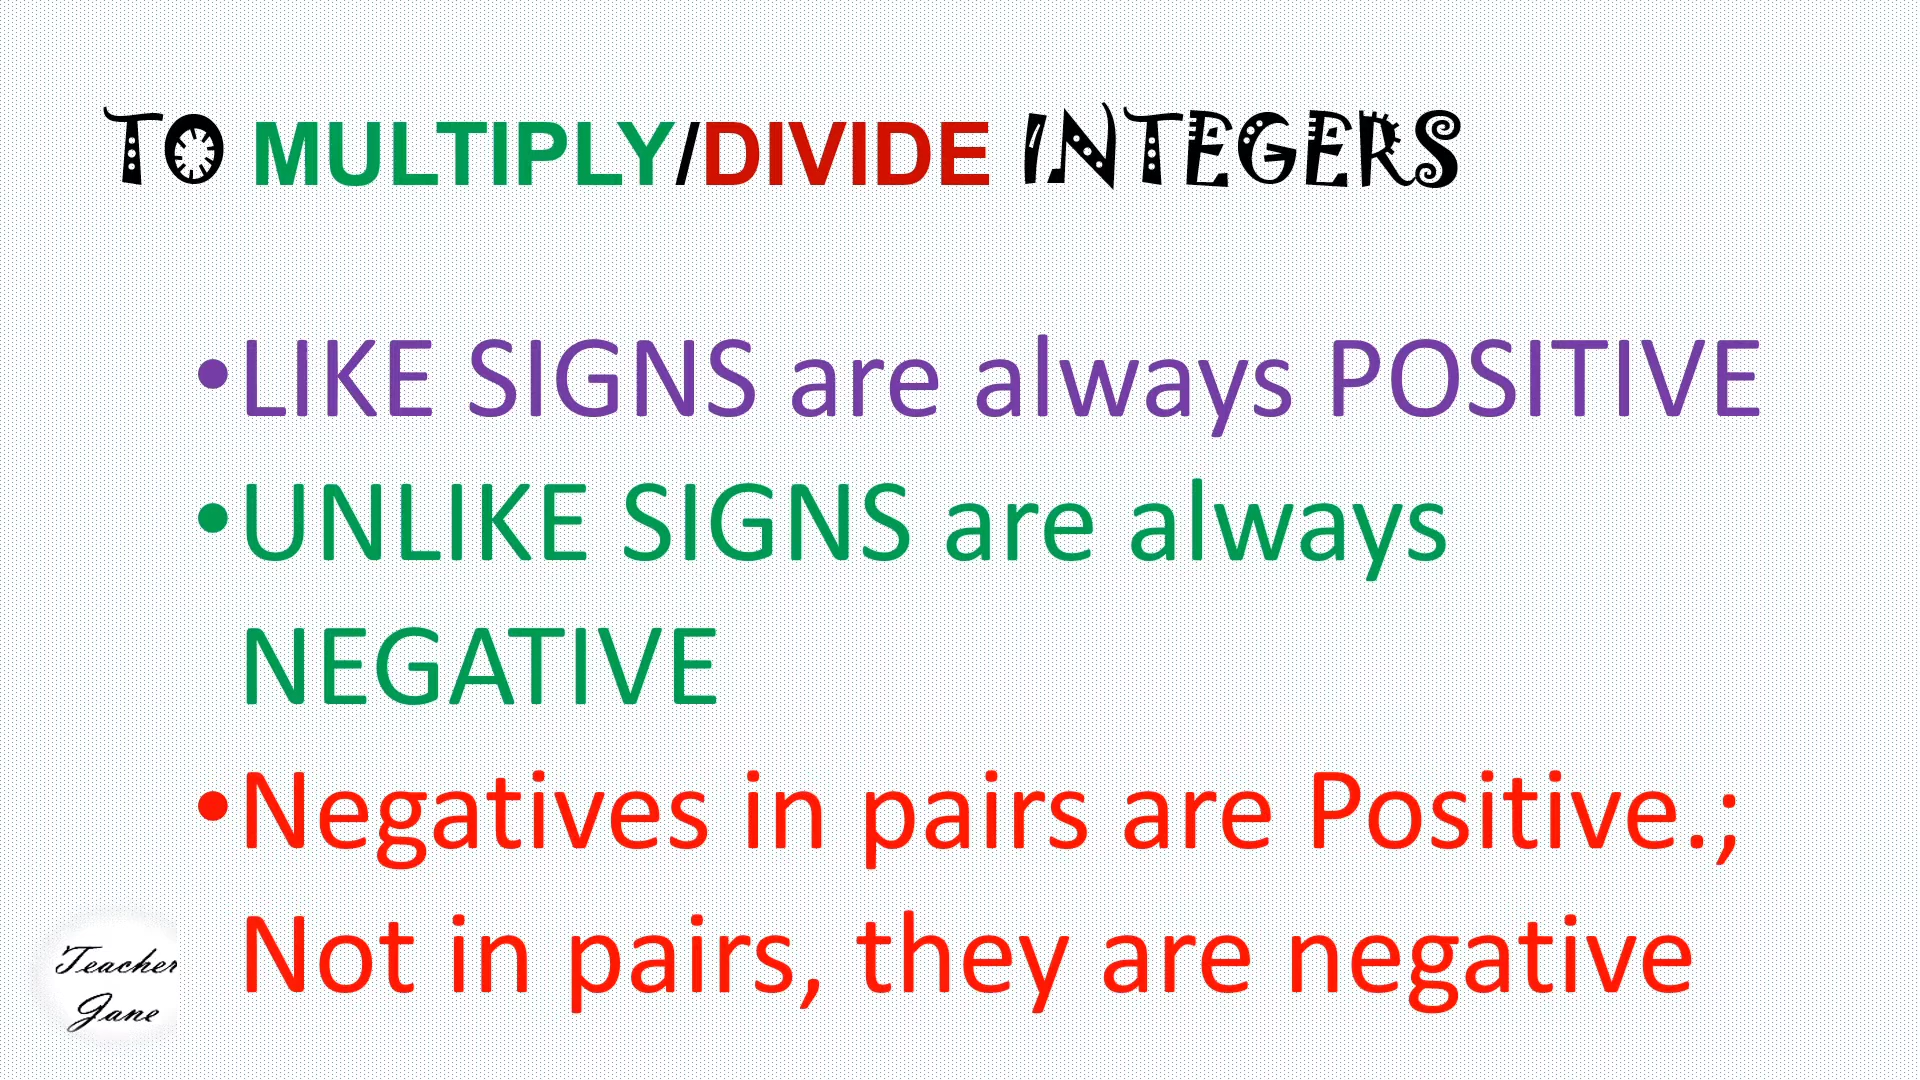 TO MULTIPLY/DIVIDE INTEGERS
•LIKE SIGNS are always POSITIVE
•UNLIKE SIGNS are always
NEGATIVE
•Negatives in pairs are Positive.;
Not in pairs, they are negative
Teacher
Jane